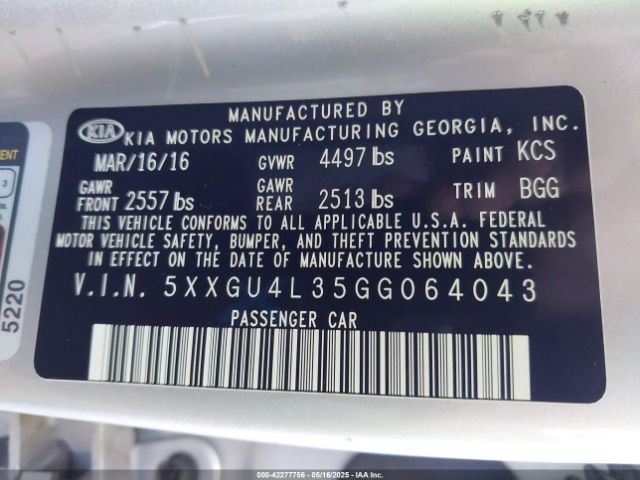 MANUFACTURED BY
KIA KIA MOTORS MANUFACTURING GEORGIA, INC.
MAR/16/16 GVWR 4497 lbs PAINT KCS
GAWR FRONT 2557 lbs GAWR REAR 2513 lbs TRIM BGG
THIS VEHICLE CONFORMS TO ALL APPLICABLE U.S.A. FEDERAL
MOTOR VEHICLE SAFETY, BUMPER, AND THEFT PREVENTION STANDARDS
IN EFFECT ON THE DATE OF MANUFACTURE SHOWN ABOVE.
V.I.N. 5XXGU4L35GG064043
PASSENGER CAR
5220
000-42277756 - 05/16/2025 - IAA Inc.